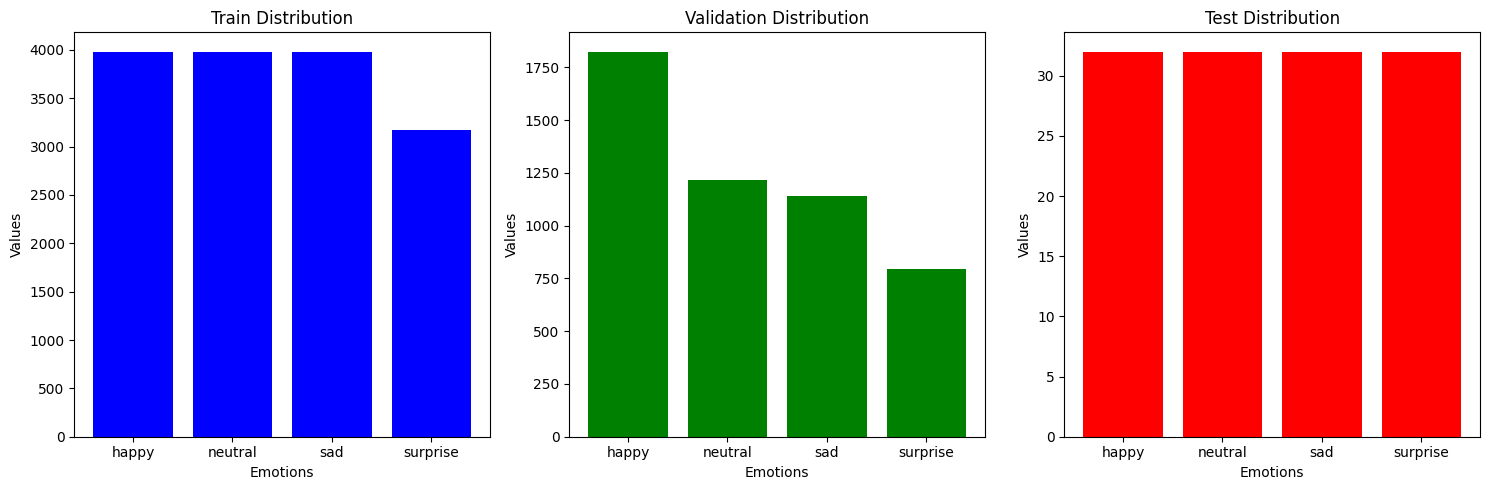 Train Distribution
4000
3500
3000
2500
2000
1500
1000
500
0
Values
happy neutral sad surprise
Emotions
Validation Distribution
1750
1500
1250
1000
750
500
250
0
Values
happy neutral sad surprise
Emotions
Test Distribution
30
25
20
15
10
5
0
Values
happy neutral sad surprise
Emotions